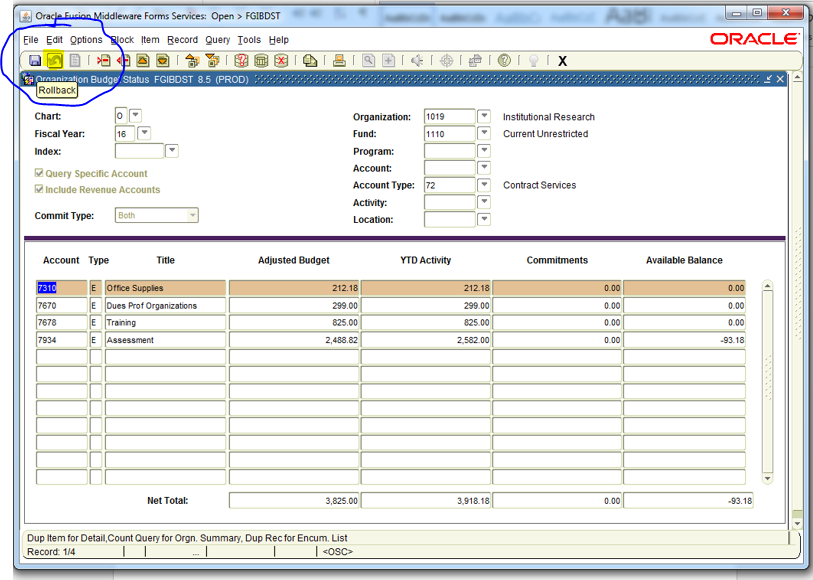 Oracle Fusion Middleware Forms Services: Open > FGIBDST
File Edit Options Block Item Record Query Tools Help
ORACLE
X
Organization Budget Status FGIBDST 8.5 (PROD)
Rollback
Chart: O
Organization: 1019 Institutional Research
Fiscal Year: 16
Fund: 1110 Current Unrestricted
Index:
Program:
Query Specific Account
Account:
Include Revenue Accounts
Account Type: 72 Contract Services
Activity:
Commit Type: Both
Location:
Account Type Title Adjusted Budget YTD Activity Commitments Available Balance
7310 E Office Supplies 212.18 212.18 0.00 0.00
7670 E Dues Prof Organizations 299.00 299.00 0.00 0.00
7678 E Training 825.00 825.00 0.00 0.00
7934 E Assessment 2,488.82 2,582.00 0.00 -93.18
Net Total: 3,825.00 3,918.18 0.00 -93.18
Dup Item for Detail,Count Query for Orgn. Summary, Dup Rec for Encum. List
Record: 1/4 ... <OSC>